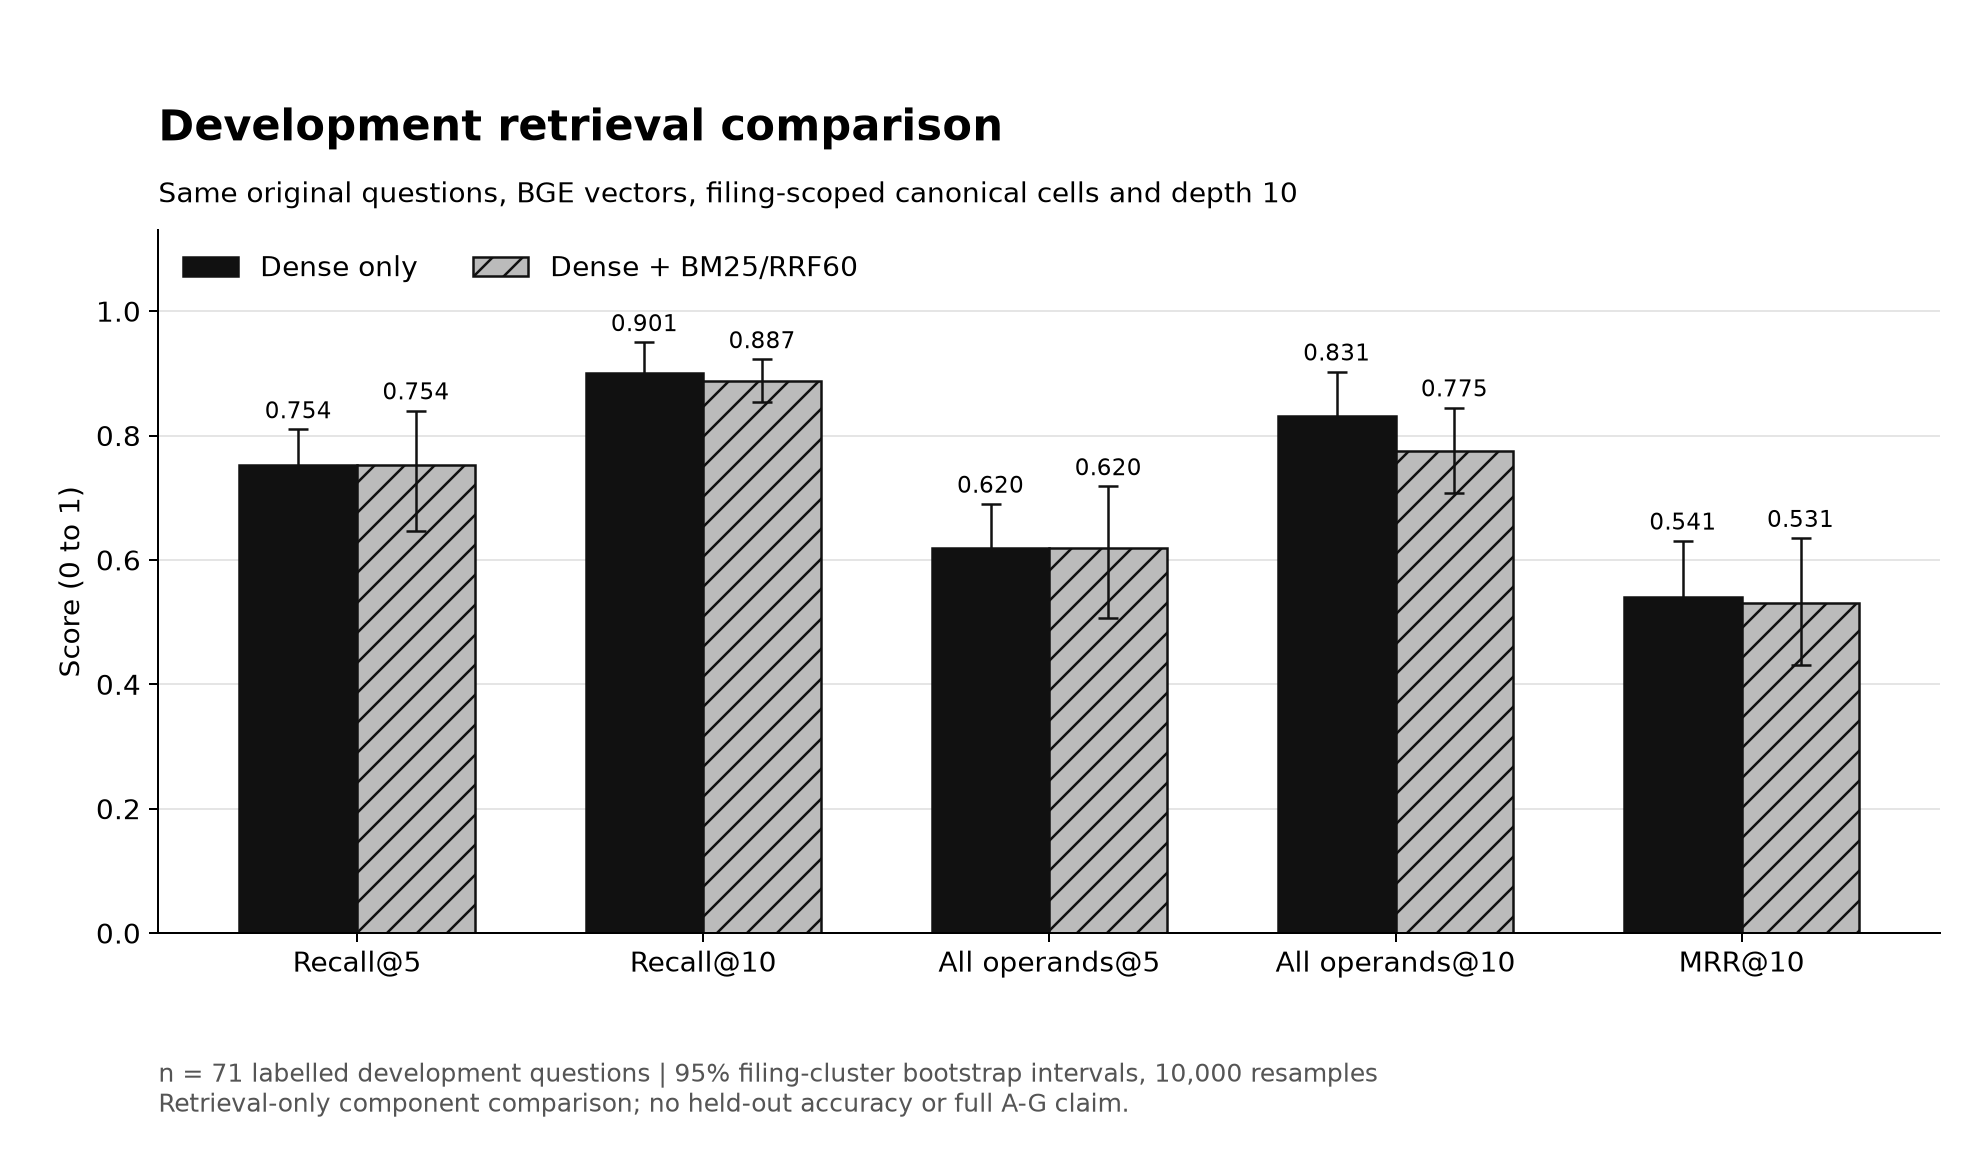 Development retrieval comparison
Same original questions, BGE vectors, filing-scoped canonical cells and depth 10
Dense only
Dense + BM25/RRF60
Score (0 to 1)
1.0
0.8
0.6
0.4
0.2
0.0
0.754
0.754
0.901
0.887
0.620
0.620
0.831
0.775
0.541
0.531
Recall@5
Recall@10
All operands@5
All operands@10
MRR@10
n = 71 labelled development questions | 95% filing-cluster bootstrap intervals, 10,000 resamples
Retrieval-only component comparison; no held-out accuracy or full A-G claim.